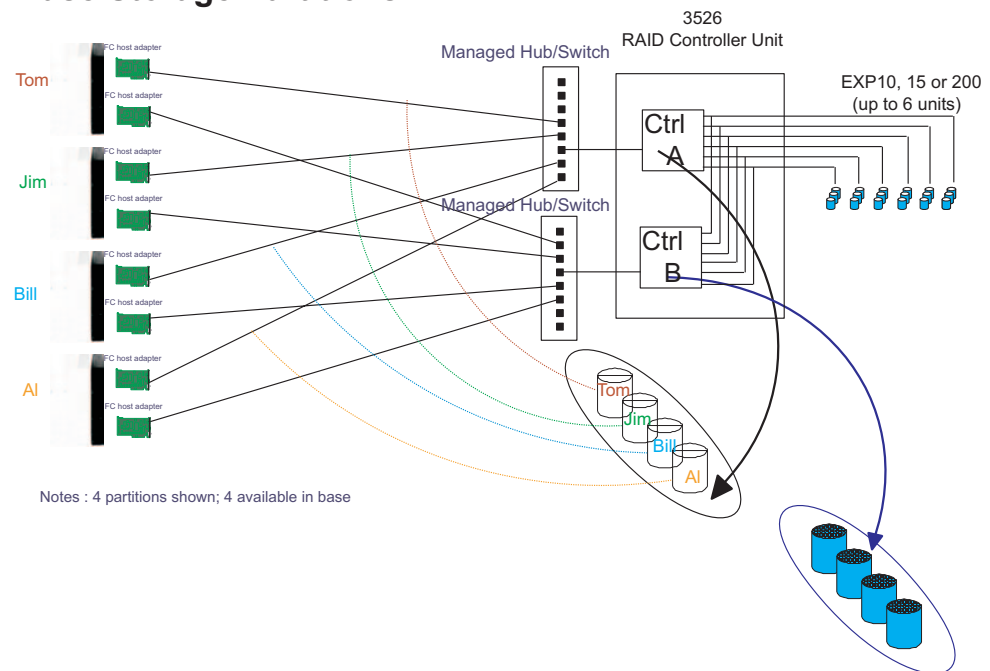 3526
RAID Controller Unit
Managed Hub/Switch
EXP10, 15 or 200
(up to 6 units)
FC host adapter
Tom
FC host adapter
Ctrl
A
FC host adapter
Jim
FC host adapter
Managed Hub/Switch
Ctrl
B
FC host adapter
Bill
FC host adapter
FC host adapter
Al
FC host adapter
Tom
Jim
Bill
Al
Notes : 4 partitions shown; 4 available in base